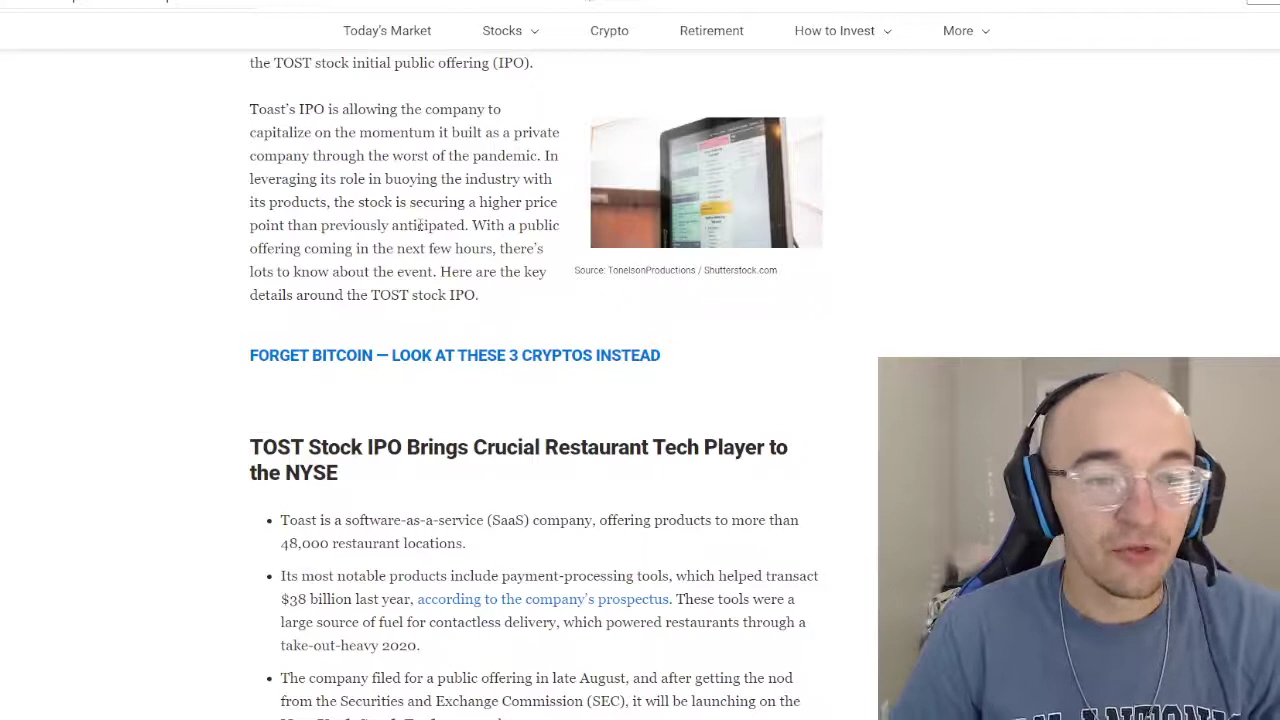 Today's Market Stocks Crypto Retirement How to Invest More
the TOST stock initial public offering (IPO).
Toast's IPO is allowing the company to
capitalize on the momentum it built as a private
company through the worst of the pandemic. In
leveraging its role in buoying the industry with
its products, the stock is securing a higher price
point than previously anticipated. With a public
offering coming in the next few hours, there's
lots to know about the event. Here are the key
details around the TOST stock IPO.
Source: TonelsonProductions / Shutterstock.com
FORGET BITCOIN — LOOK AT THESE 3 CRYPTOS INSTEAD
TOST Stock IPO Brings Crucial Restaurant Tech Player to
the NYSE
• Toast is a software-as-a-service (SaaS) company, offering products to more than
48,000 restaurant locations.
• Its most notable products include payment-processing tools, which helped transact
$38 billion last year, according to the company's prospectus. These tools were a
large source of fuel for contactless delivery, which powered restaurants through a
take-out-heavy 2020.
• The company filed for a public offering in late August, and after getting the nod
from the Securities and Exchange Commission (SEC), it will be launching on the